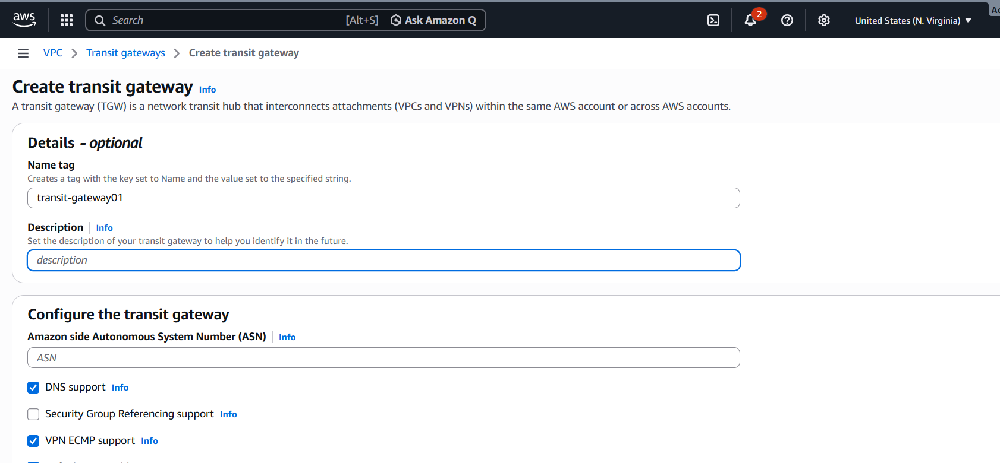 aws Search [Alt+S] Ask Amazon Q 2 United States (N. Virginia)
VPC Transit gateways Create transit gateway
Create transit gateway Info
A transit gateway (TGW) is a network transit hub that interconnects attachments (VPCs and VPNs) within the same AWS account or across AWS accounts.
Details - optional
Name tag
Creates a tag with the key set to Name and the value set to the specified string.
transit-gateway01
Description Info
Set the description of your transit gateway to help you identify it in the future.
description
Configure the transit gateway
Amazon side Autonomous System Number (ASN) Info
ASN
DNS support Info
Security Group Referencing support Info
VPN ECMP support Info